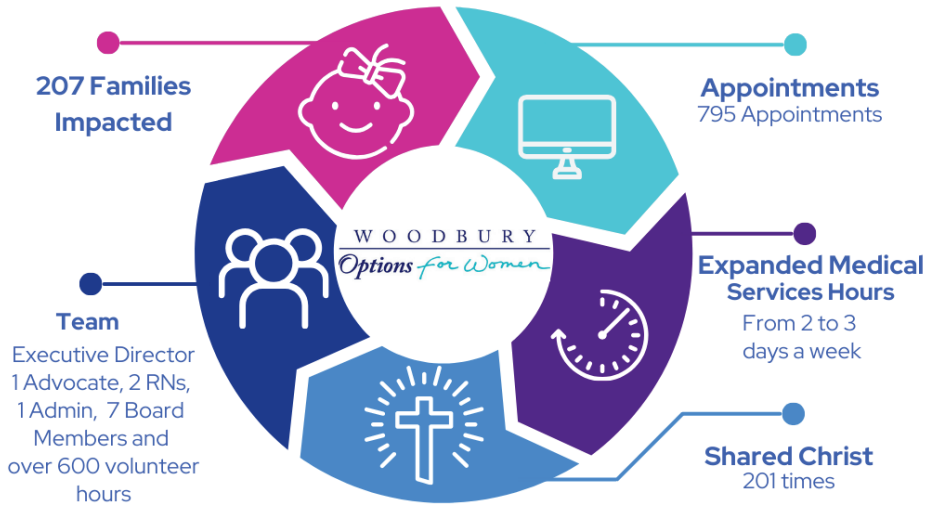 207 Families
Impacted
Appointments
795 Appointments
WOODBURY
Options for Women
Expanded Medical
Services Hours
From 2 to 3
days a week
Team
Executive Director
1 Advocate, 2 RNs,
1 Admin, 7 Board
Members and
over 600 volunteer
hours
Shared Christ
201 times